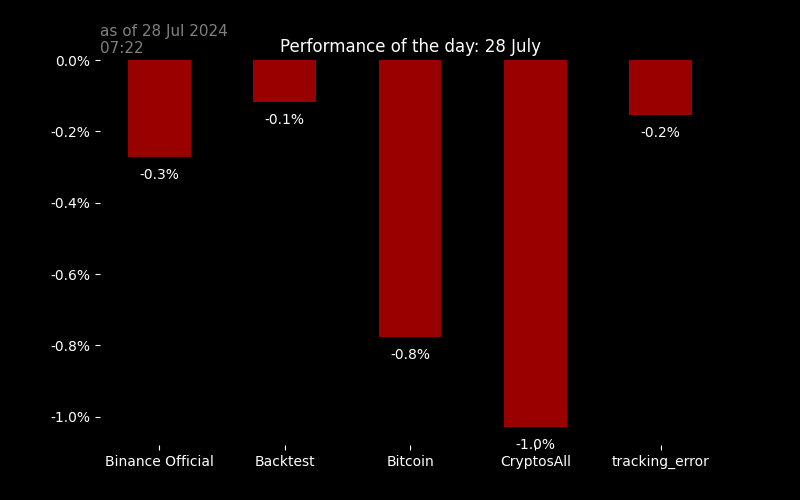 as of 28 Jul 2024
07:22
Performance of the day: 28 July
0.0%
-0.2%
-0.4%
-0.6%
-0.8%
-1.0%
-0.3%
-0.1%
-0.8%
-1.0%
-0.2%
Binance Official
Backtest
Bitcoin
CryptosAll
tracking_error